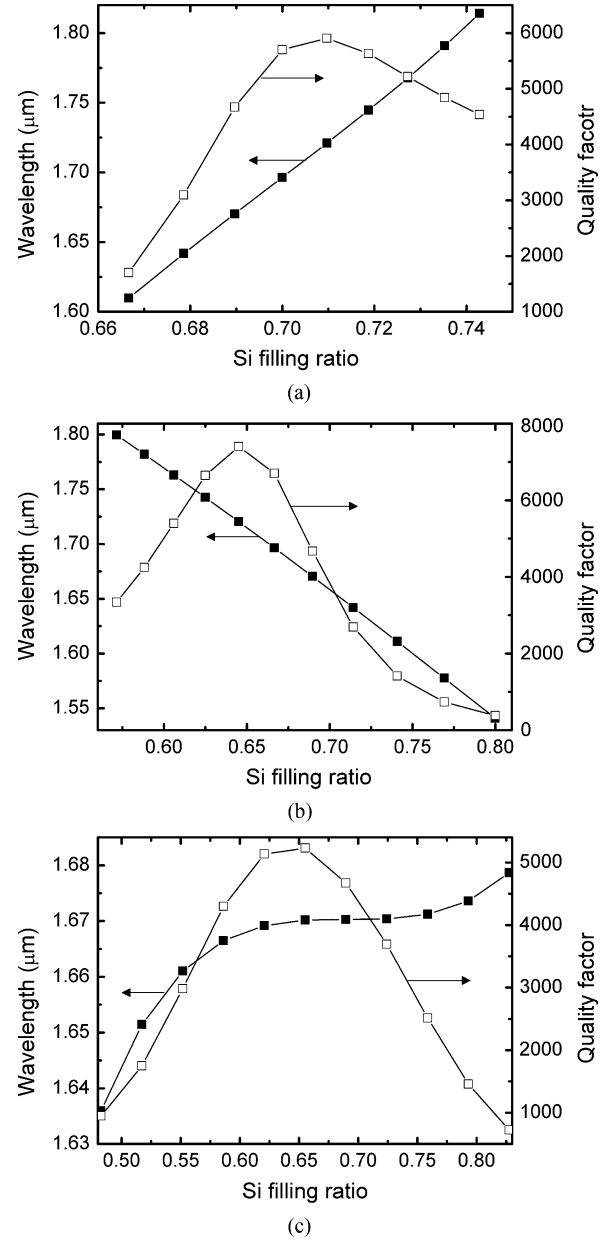 1.80
1.75
1.70
1.65
1.60
Wavelength (μm)
6000
5000
4000
3000
2000
1000
Quality facotr
0.66 0.68 0.70 0.72 0.74
Si filling ratio
(a)
1.80
1.75
1.70
1.65
1.60
1.55
Wavelength (μm)
8000
6000
4000
2000
0
Quality factor
0.60 0.65 0.70 0.75 0.80
Si filling ratio
(b)
1.68
1.67
1.66
1.65
1.64
1.63
Wavelength (μm)
5000
4000
3000
2000
1000
Quality factor
0.50 0.55 0.60 0.65 0.70 0.75 0.80
Si filling ratio
(c)